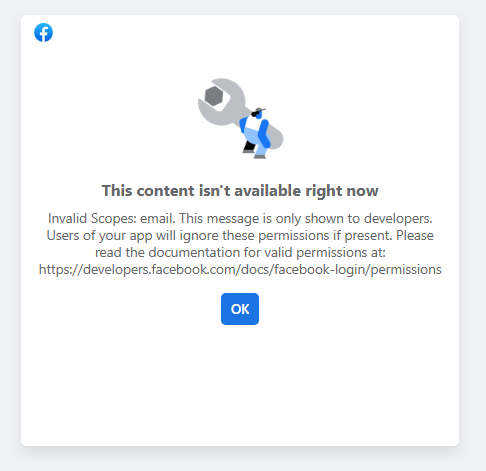 This content isn't available right now
Invalid Scopes: email. This message is only shown to developers.
Users of your app will ignore these permissions if present. Please
read the documentation for valid permissions at:
https://developers.facebook.com/docs/facebook-login/permissions
OK